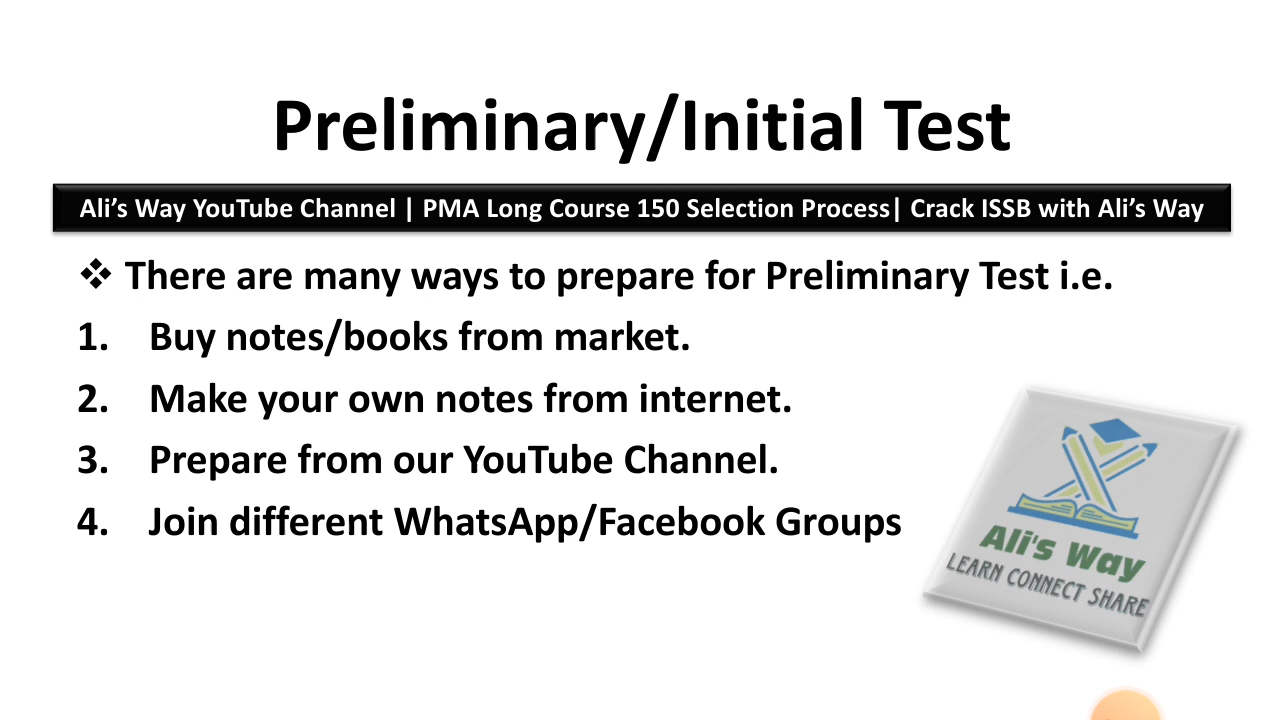 Preliminary/Initial Test
Ali’s Way YouTube Channel | PMA Long Course 150 Selection Process| Crack ISSB with Ali’s Way
❖ There are many ways to prepare for Preliminary Test i.e.
1. Buy notes/books from market.
2. Make your own notes from internet.
3. Prepare from our YouTube Channel.
4. Join different WhatsApp/Facebook Groups
Ali's Way
LEARN CONNECT SHARE